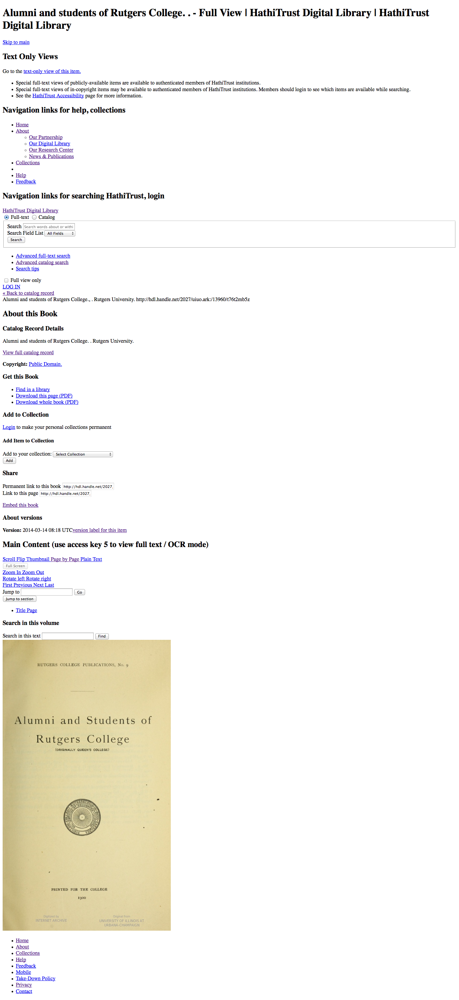 Alumni and students of Rutgers College. . - Full View | HathiTrust Digital Library | HathiTrust
Digital Library
Skip to main
Text Only Views
Go to the text-only view of this item.
Special full-text views of publicly-available items are available to authenticated members of HathiTrust institutions.
Special full-text views of in-copyright items may be available to authenticated members of HathiTrust institutions. Members should login to see which items are available while searching.
See the HathiTrust Accessibility page for more information.
Navigation links for help, collections
Home
About
Our Partnership
Our Digital Library
Our Research Center
News & Publications
Collections
Help
Feedback
Navigation links for searching HathiTrust, login
HathiTrust Digital Library
Full-text Catalog
Search Search words about or withi
Search Field List All Fields
Search
Advanced full-text search
Advanced catalog search
Search tips
Full view only
LOG IN
« Back to catalog record
Alumni and students of Rutgers College., . Rutgers University. http://hdl.handle.net/2027/uiuo.ark:/13960/t76t2mb5z
About this Book
Catalog Record Details
Alumni and students of Rutgers College. . Rutgers University.
View full catalog record
Copyright: Public Domain.
Get this Book
Find in a library
Download this page (PDF)
Download whole book (PDF)
Add to Collection
Login to make your personal collections permanent
Add Item to Collection
Add to your collection: Select Collection
Add
Share
Permanent link to this book http://hdl.handle.net/2027,
Link to this page http://hdl.handle.net/2027,
Embed this book
About versions
Version: 2014-03-14 08:18 UTCversion label for this item
Main Content (use access key 5 to view full text / OCR mode)
Scroll Flip Thumbnail Page by Page Plain Text
Full Screen
Zoom In Zoom Out
Rotate left Rotate right
First Previous Next Last
Jump to Go
Jump to section
Title Page
Search in this volume
Search in this text Find
RUTGERS COLLEGE PUBLICATIONS, No. 9
Alumni and Students of
Rutgers College
(ORIGINALLY QUEEN'S COLLEGE)
PRINTED FOR THE COLLEGE
1900
Digitized by
INTERNET ARCHIVE
Original from
UNIVERSITY OF ILLINOIS AT
URBANA-CHAMPAIGN
Home
About
Collections
Help
Feedback
Mobile
Take-Down Policy
Privacy
Contact